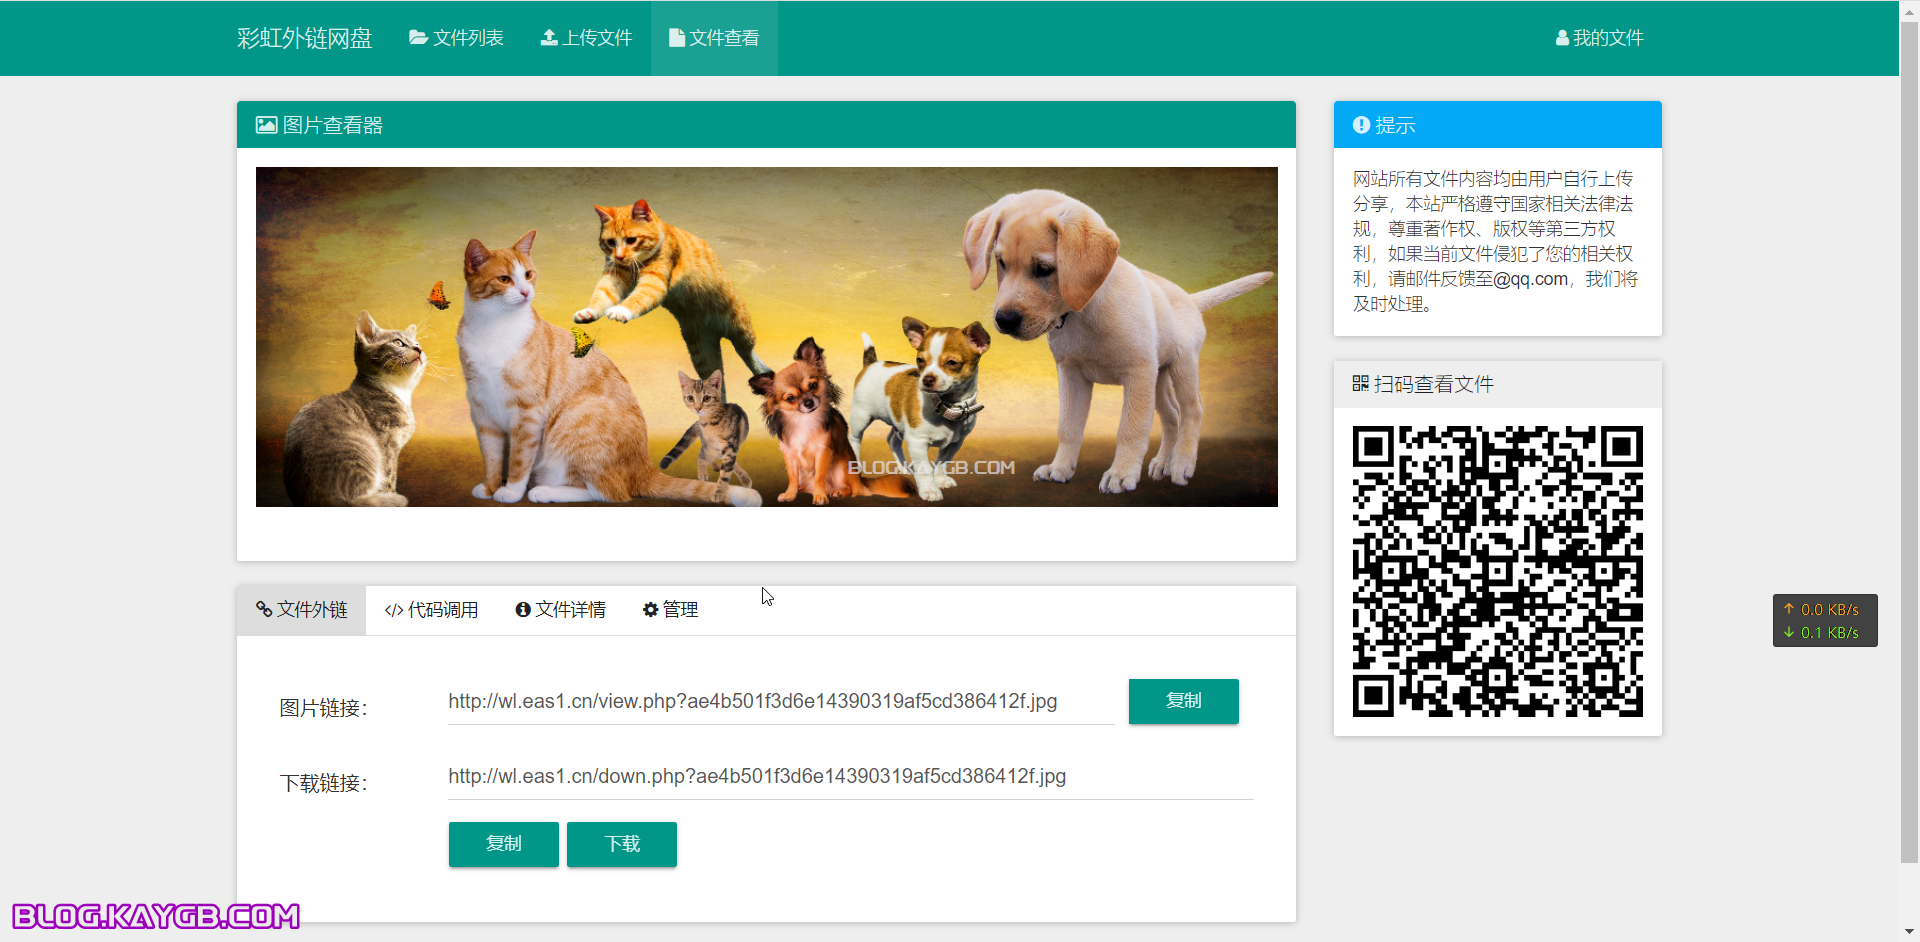 彩虹外链网盘 文件列表 上传文件 文件查看 我的文件
图片查看器
BLOG.KAYGB.COM
文件外链 </> 代码调用 文件详情 管理
图片链接： http://wl.eas1.cn/view.php?ae4b501f3d6e14390319af5cd386412f.jpg 复制
下载链接： http://wl.eas1.cn/down.php?ae4b501f3d6e14390319af5cd386412f.jpg
复制 下载
提示
网站所有文件内容均由用户自行上传
分享，本站严格遵守国家相关法律法
规，尊重著作权、版权等第三方权
利，如果当前文件侵犯了您的相关权
利，请邮件反馈至@qq.com，我们将
及时处理。
扫码查看文件
↑ 0.0 KB/s
↓ 0.1 KB/s
BLOG.KAYGB.COM